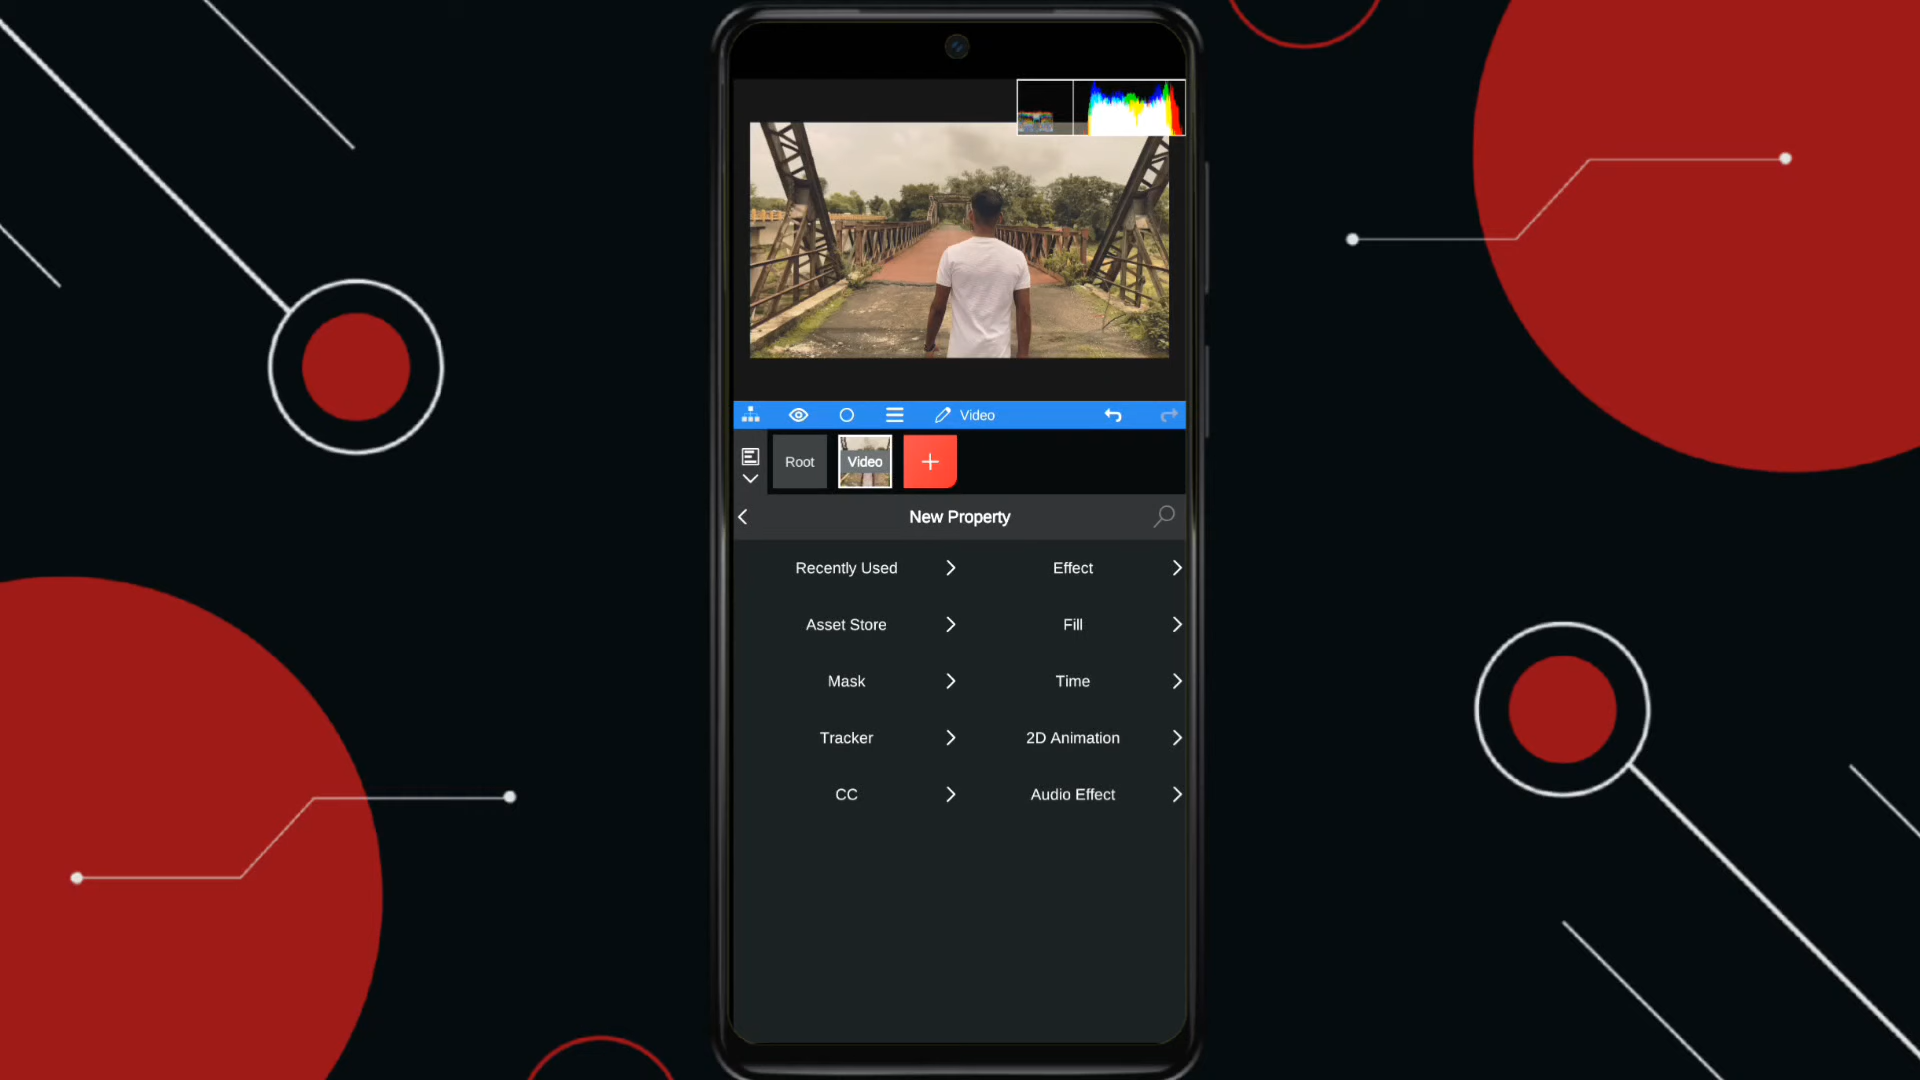 Video
Root
Video
New Property
Recently Used
Effect
Asset Store
Fill
Mask
Time
Tracker
2D Animation
CC
Audio Effect